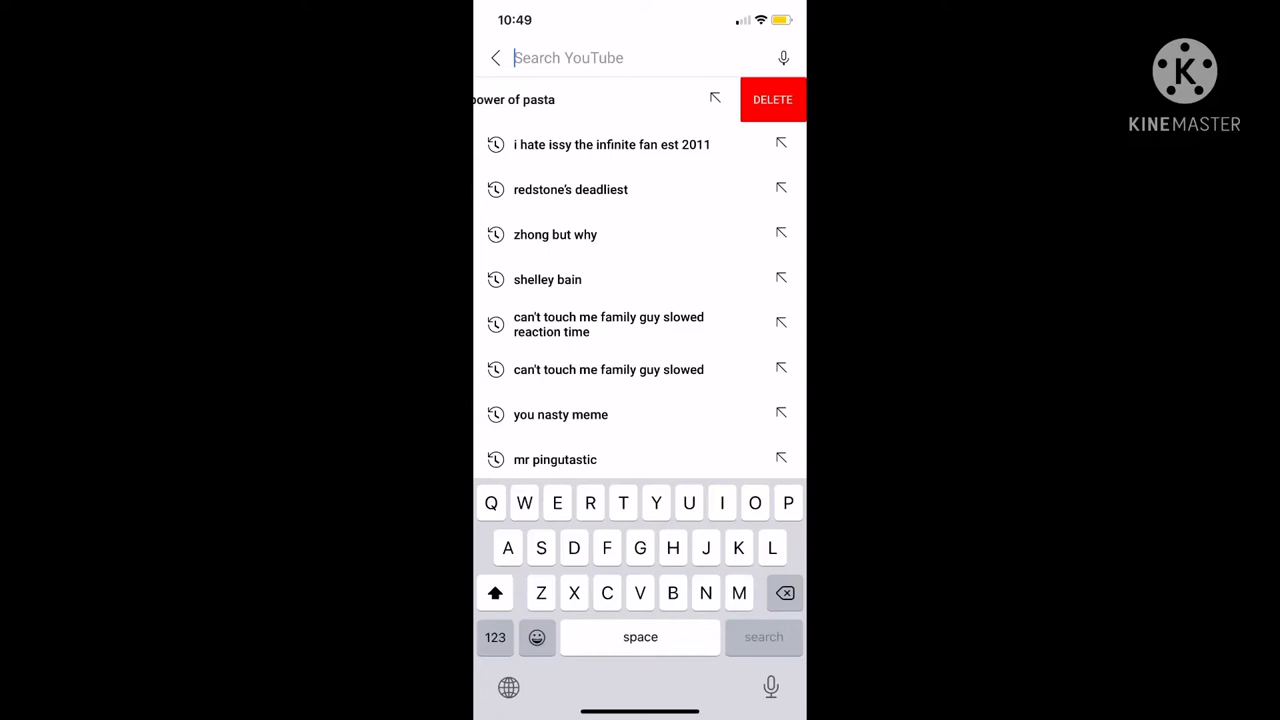 10:49
Search YouTube
power of pasta
DELETE
i hate issy the infinite fan est 2011
redstone's deadliest
zhong but why
shelley bain
can't touch me family guy slowed
reaction time
can't touch me family guy slowed
you nasty meme
mr pingutastic
Q W E R T Y U I O P
A S D F G H J K L
Z X C V B N M
123 space search
K
KINEMASTER